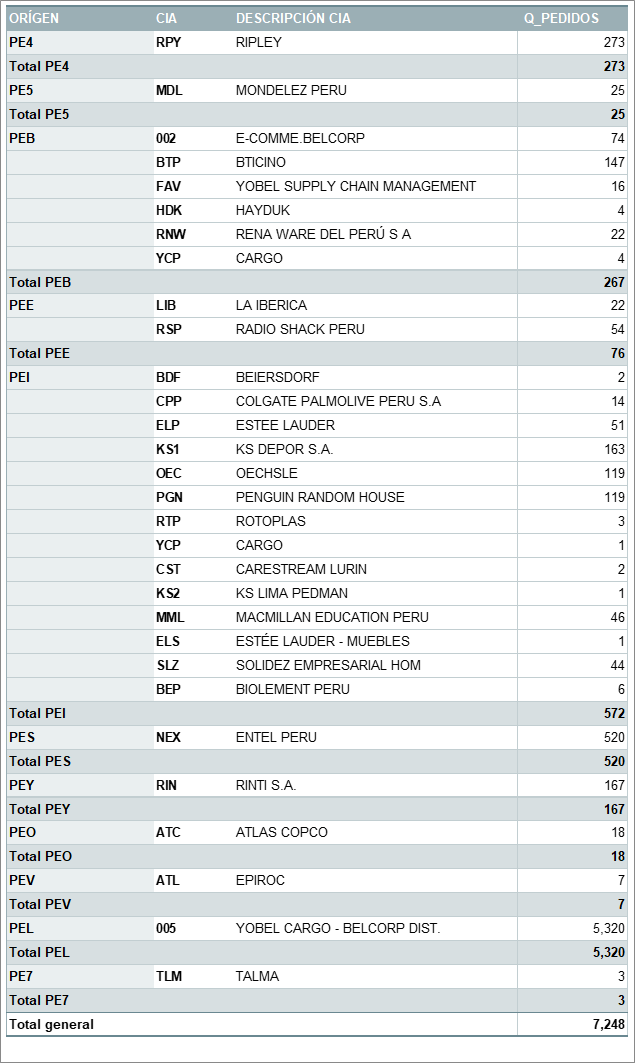 ORÍGEN CIA DESCRIPCIÓN CIA Q_PEDIDOS
PE4 RPY RIPLEY 273
Total PE4 273
PE5 MDL MONDELEZ PERU 25
Total PE5 25
PEB 002 E-COMME.BELCORP 74
BTP BTICINO 147
FAV YOBEL SUPPLY CHAIN MANAGEMENT 16
HDK HAYDUK 4
RNW RENA WARE DEL PERÚ S A 22
YCP CARGO 4
Total PEB 267
PEE LIB LA IBERICA 22
RSP RADIO SHACK PERU 54
Total PEE 76
PEI BDF BEIERSDORF 2
CPP COLGATE PALMOLIVE PERU S.A 14
ELP ESTEE LAUDER 51
KS1 KS DEPOR S.A. 163
OEC OECHSLE 119
PGN PENGUIN RANDOM HOUSE 119
RTP ROTOPLAS 3
YCP CARGO 1
CST CARESTREAM LURIN 2
KS2 KS LIMA PEDMAN 1
MML MACMILLAN EDUCATION PERU 46
ELS ESTÉE LAUDER - MUEBLES 1
SLZ SOLIDEZ EMPRESARIAL HOM 44
BEP BIOLEMENT PERU 6
Total PEI 572
PES NEX ENTEL PERU 520
Total PES 520
PEY RIN RINTI S.A. 167
Total PEY 167
PEO ATC ATLAS COPCO 18
Total PEO 18
PEV ATL EPIROC 7
Total PEV 7
PEL 005 YOBEL CARGO - BELCORP DIST. 5,320
Total PEL 5,320
PE7 TLM TALMA 3
Total PE7 3
Total general 7,248